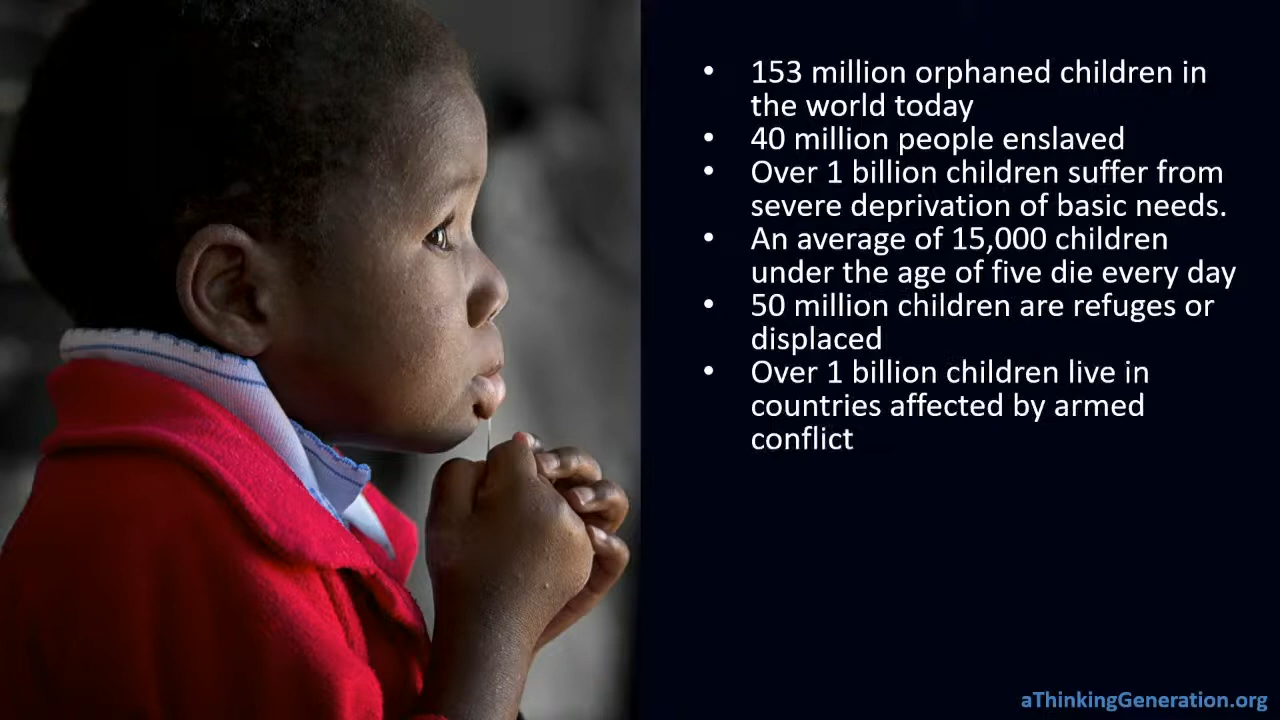 • 153 million orphaned children in
the world today
• 40 million people enslaved
• Over 1 billion children suffer from
severe deprivation of basic needs.
• An average of 15,000 children
under the age of five die every day
• 50 million children are refuges or
displaced
• Over 1 billion children live in
countries affected by armed
conflict
aThinkingGeneration.org